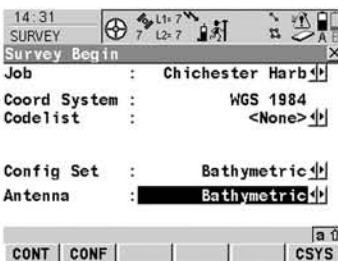 14:31
SURVEY
7
L1= 7
L2= 7
A B
Survey Begin X
Job : Chichester Harb
Coord System : WGS 1984
Codelist : <None>
Config Set : Bathymetric
Antenna : Bathymetric
a
CONT CONF CSYS